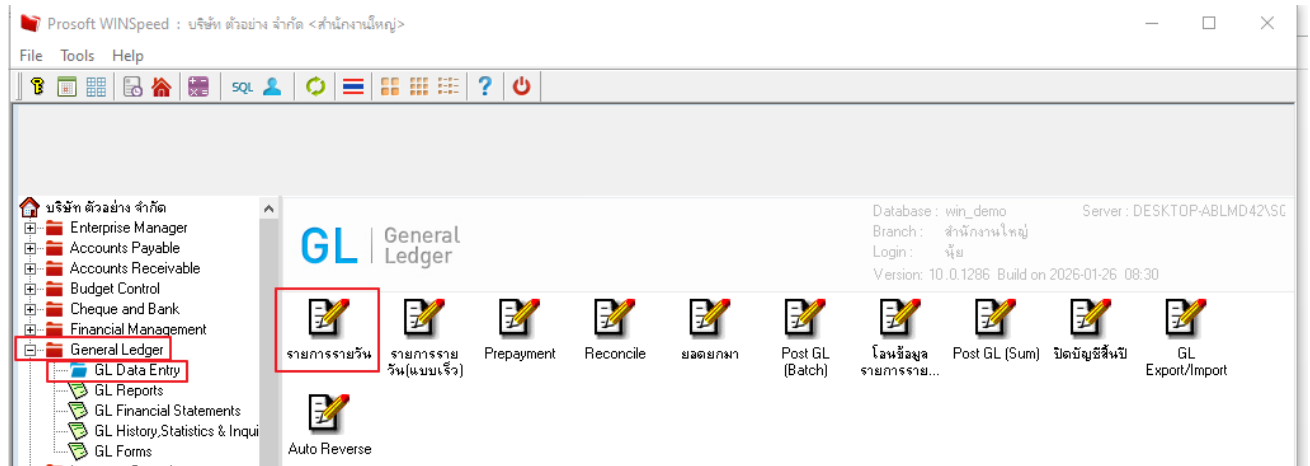 Prosoft WINSpeed : บริษัท ตัวอย่าง จำกัด <สำนักงานใหญ่>
File Tools Help
SQL
?
บริษัท ตัวอย่าง จำกัด
Enterprise Manager
Accounts Payable
Accounts Receivable
Budget Control
Cheque and Bank
Financial Management
General Ledger
GL Data Entry
GL Reports
GL Financial Statements
GL History,Statistics & Inqui
GL Forms
GL General
Ledger
Database : win_demo Server : DESKTOP-ABLMD42\SQ
Branch : สำนักงานใหญ่
Login : นุ้ย
Version: 10.0.1286 Build on 2026-01-26 08:30
รายการรายวัน
รายการราย
วัน(แบบเร็ว)
Prepayment
Reconcile
ยอดยกมา
Post GL
(Batch)
โอนข้อมูล
รายการราย...
Post GL (Sum)
ปิดบัญชีสิ้นปี
GL
Export/Import
Auto Reverse